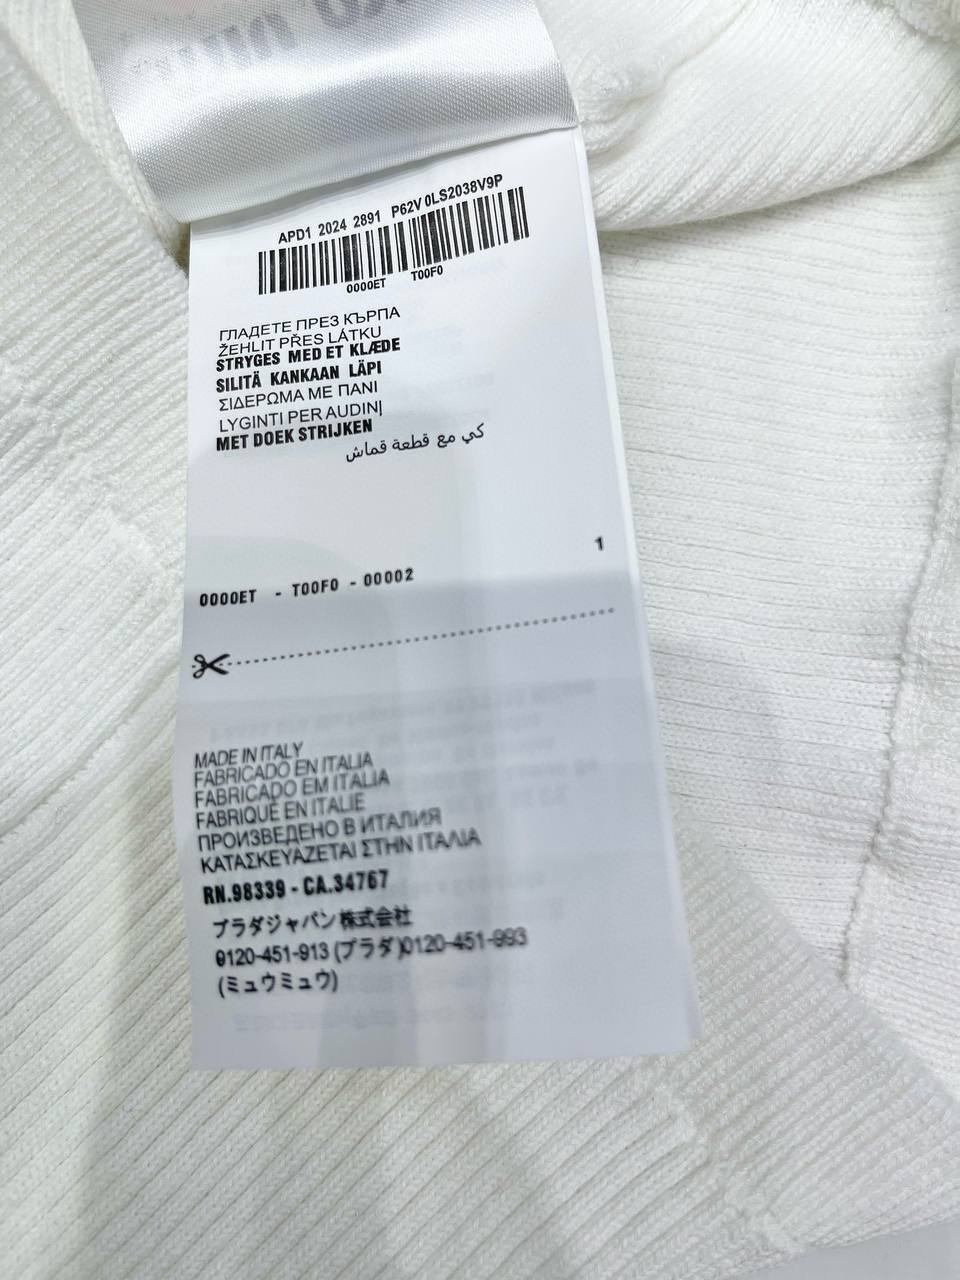 APD1 2024 2891 P62V 0LS2038V9P
0000ET T00F0
ГЛАДЕТЕ ПРЕЗ КЪРПА
ŽEHLIT PŘES LÁTKU
STRYGES MED ET KLÆDE
SILITÄ KANKAAN LÄPI
ΣΙΔΕΡΩΜΑ ΜΕ ΠΑΝΙ
LYGINTI PER AUDINĮ
MET DOEK STRIJKEN
كي مع قطعة قماش
1
0000ET - T00F0 - 00002
MADE IN ITALY
FABRICADO EN ITALIA
FABRICADO EM ITALIA
FABRIQUÉ EN ITALIE
ПРОИЗВЕДЕНО В ИТАЛИЯ
ΚΑΤΑΣΚΕΥΑΖΕΤΑΙ ΣΤΗΝ ΙΤΑΛΙΑ
RN.98339 - CA.34767
プラダジャパン株式会社
0120-451-913 (プラダ)0120-451-993
(ミュウミュウ)